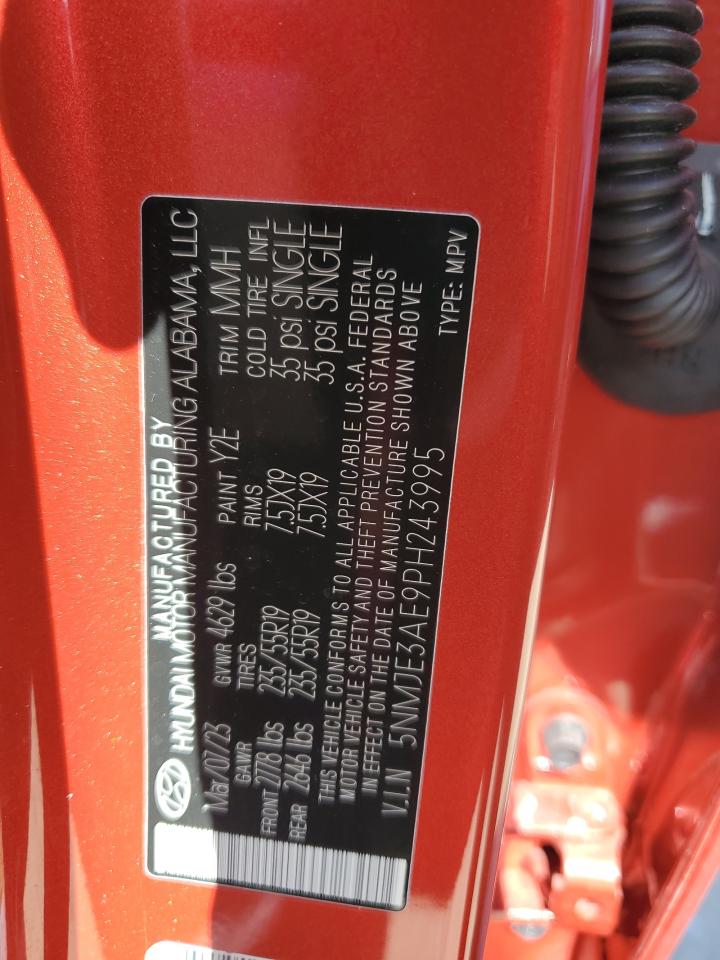 MANUFACTURED BY
HYUNDAI MOTOR MANUFACTURING ALABAMA, LLC
Mar/07/23 GVWR 4629 lbs PAINT Y2E TRIM MMH
GAWR TIRES RIMS COLD TIRE INFL
FRONT 2778 lbs 235/55R19 7.5JX19 35 psi SINGLE
REAR 2646 lbs 235/55R19 7.5JX19 35 psi SINGLE
THIS VEHICLE CONFORMS TO ALL APPLICABLE U.S.A. FEDERAL
MOTOR VEHICLE SAFETY AND THEFT PREVENTION STANDARDS
IN EFFECT ON THE DATE OF MANUFACTURE SHOWN ABOVE
V.I.N 5NMJE3AE9PH243995 TYPE: MPV